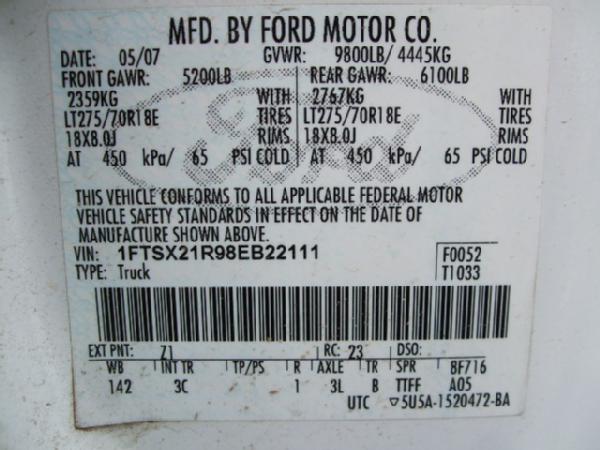 MFD. BY FORD MOTOR CO.
DATE: 05/07 GVWR: 9800LB/ 4445KG
FRONT GAWR: 5200LB REAR GAWR: 6100LB
2359KG WITH 2767KG WITH
LT275/70R18E TIRES LT275/70R18E TIRES
18X8.0J RIMS 18X8.0J RIMS
AT 450 kPa/ 65 PSI COLD AT 450 kPa/ 65 PSI COLD
Ford
THIS VEHICLE CONFORMS TO ALL APPLICABLE FEDERAL MOTOR
VEHICLE SAFETY STANDARDS IN EFFECT ON THE DATE OF
MANUFACTURE SHOWN ABOVE.
VIN: 1FTSX21R98EB22111 F0052
TYPE: Truck T1033
EXT PNT: Z1 RC: 23 DSO:
WB INT TR TP/PS R AXLE TR SPR BF716
142 3C 1 3L B TTFF A05
UTC ▽5U5A-1520472-BA